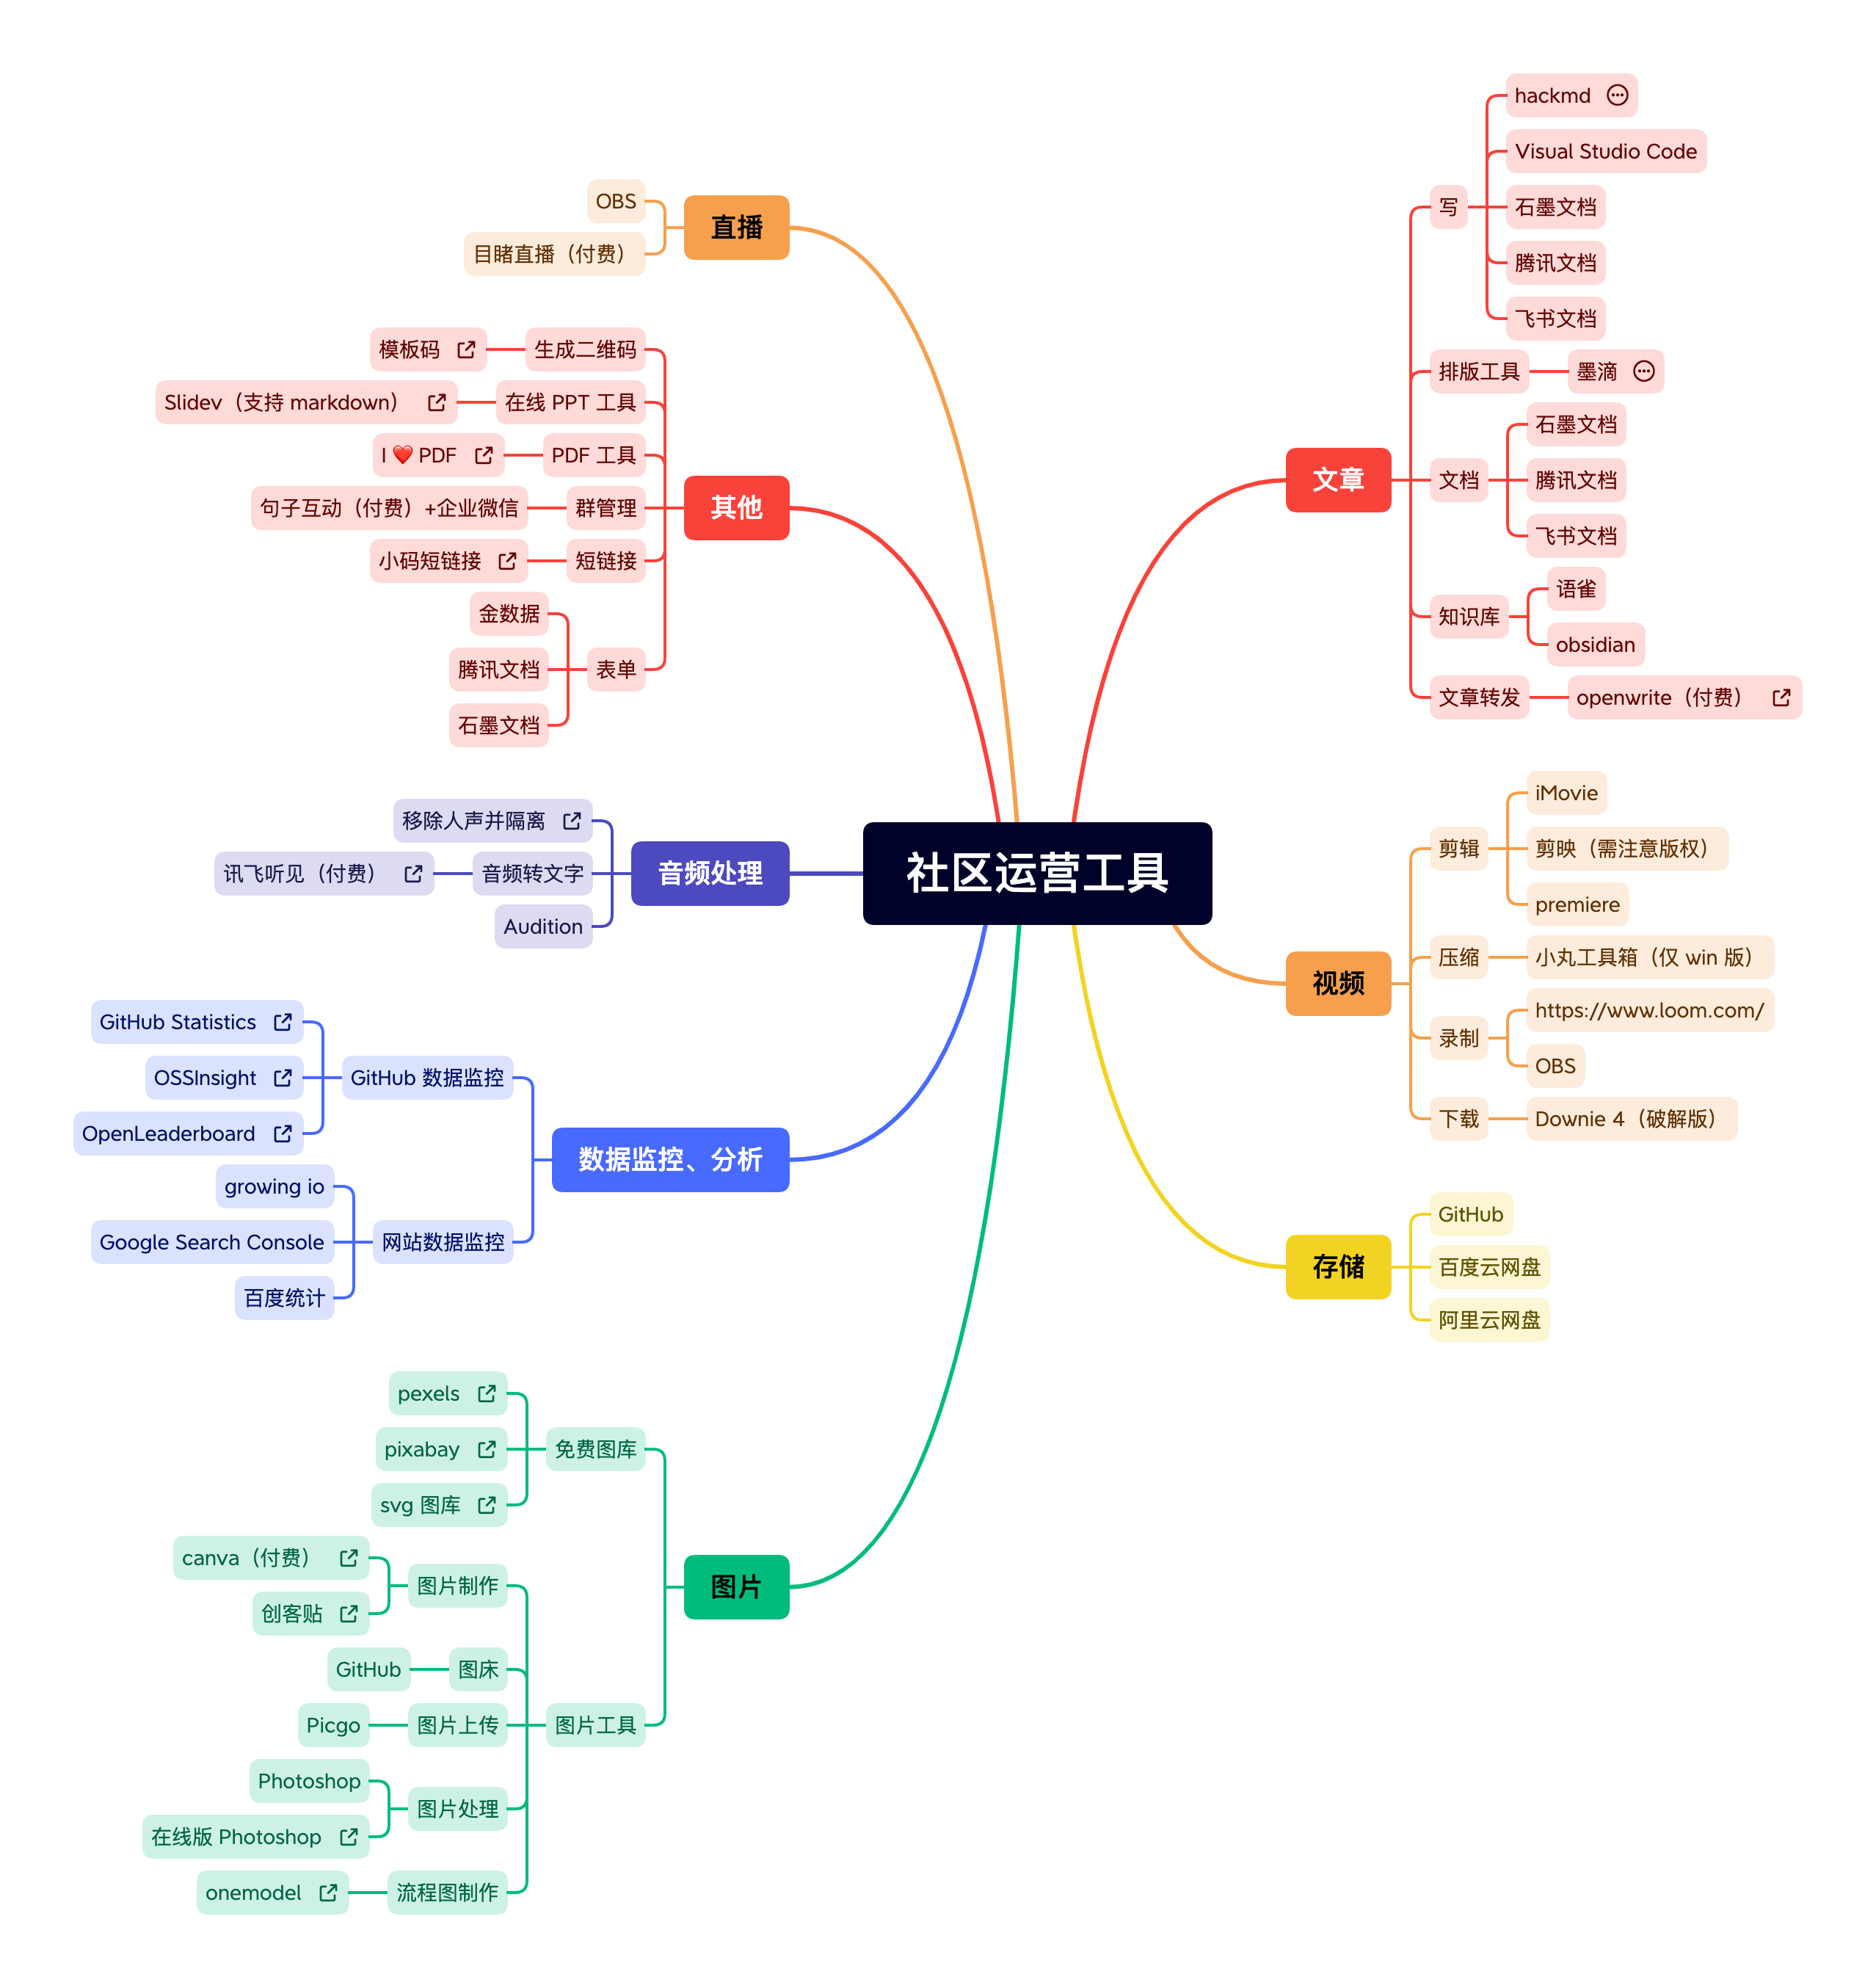 社区运营工具
文章
写
hackmd
Visual Studio Code
石墨文档
腾讯文档
飞书文档
排版工具
墨滴
文档
石墨文档
腾讯文档
飞书文档
知识库
语雀
obsidian
文章转发
openwrite（付费）
视频
剪辑
iMovie
剪映（需注意版权）
premiere
压缩
小丸工具箱（仅 win 版）
录制
https://www.loom.com/
OBS
下载
Downie 4（破解版）
存储
GitHub
百度云网盘
阿里云网盘
直播
OBS
目睹直播（付费）
其他
生成二维码
模板码
在线 PPT 工具
Slidev（支持 markdown）
PDF 工具
I ❤️ PDF
群管理
句子互动（付费）+企业微信
短链接
小码短链接
表单
金数据
腾讯文档
石墨文档
音频处理
移除人声并隔离
音频转文字
讯飞听见（付费）
Audition
数据监控、分析
GitHub 数据监控
GitHub Statistics
OSSInsight
OpenLeaderboard
网站数据监控
growing io
Google Search Console
百度统计
图片
免费图库
pexels
pixabay
svg 图库
图片工具
图片制作
canva（付费）
创客贴
图床
GitHub
图片上传
Picgo
图片处理
Photoshop
在线版 Photoshop
流程图制作
onemodel